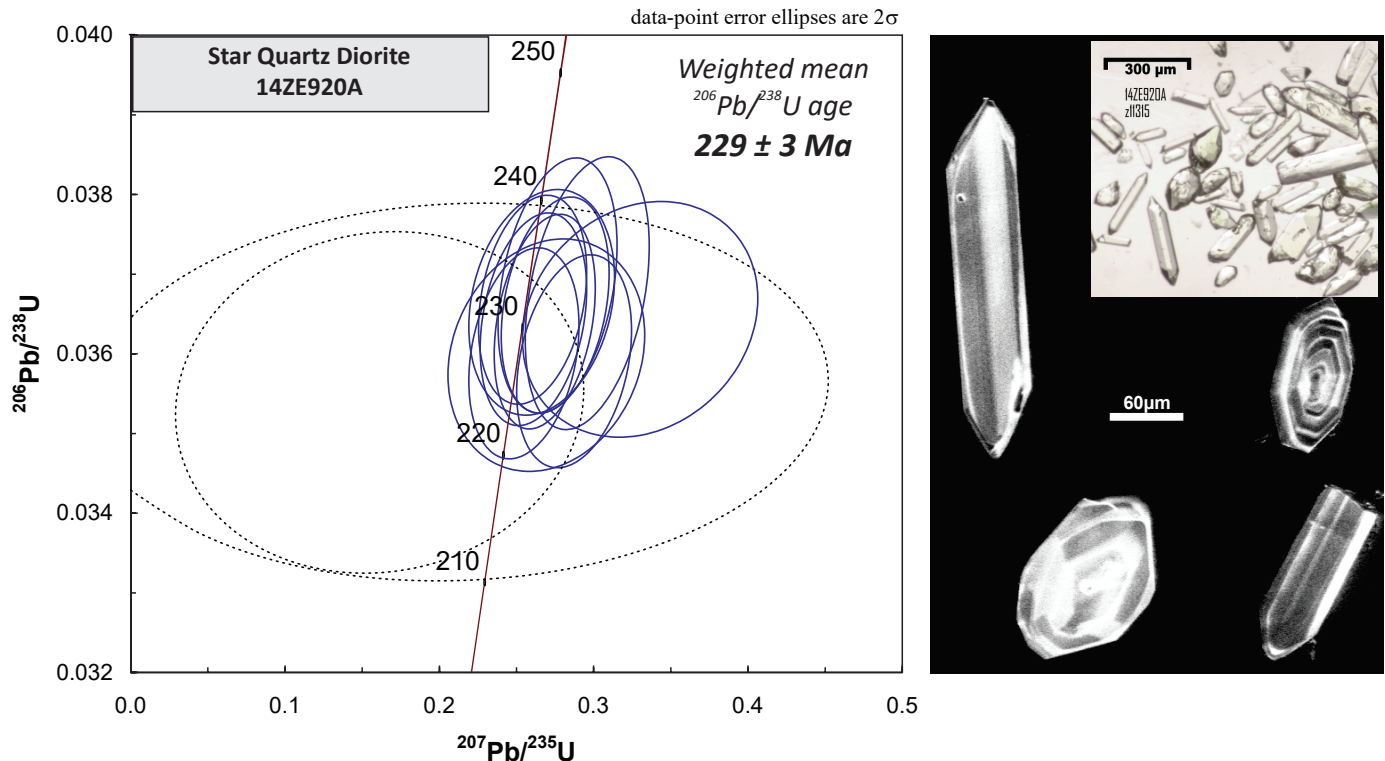 data-point error ellipses are 2σ
Star Quartz Diorite
14ZE920A
Weighted mean
²⁰⁶Pb/²³⁸U age
229 ± 3 Ma
250
240
230
220
210
0.040
0.038
0.036
0.034
0.032
²⁰⁶Pb/²³⁸U
0.0
0.1
0.2
0.3
0.4
0.5
²⁰⁷Pb/²³⁵U
300 µm
14ZE920A
z11315
60µm